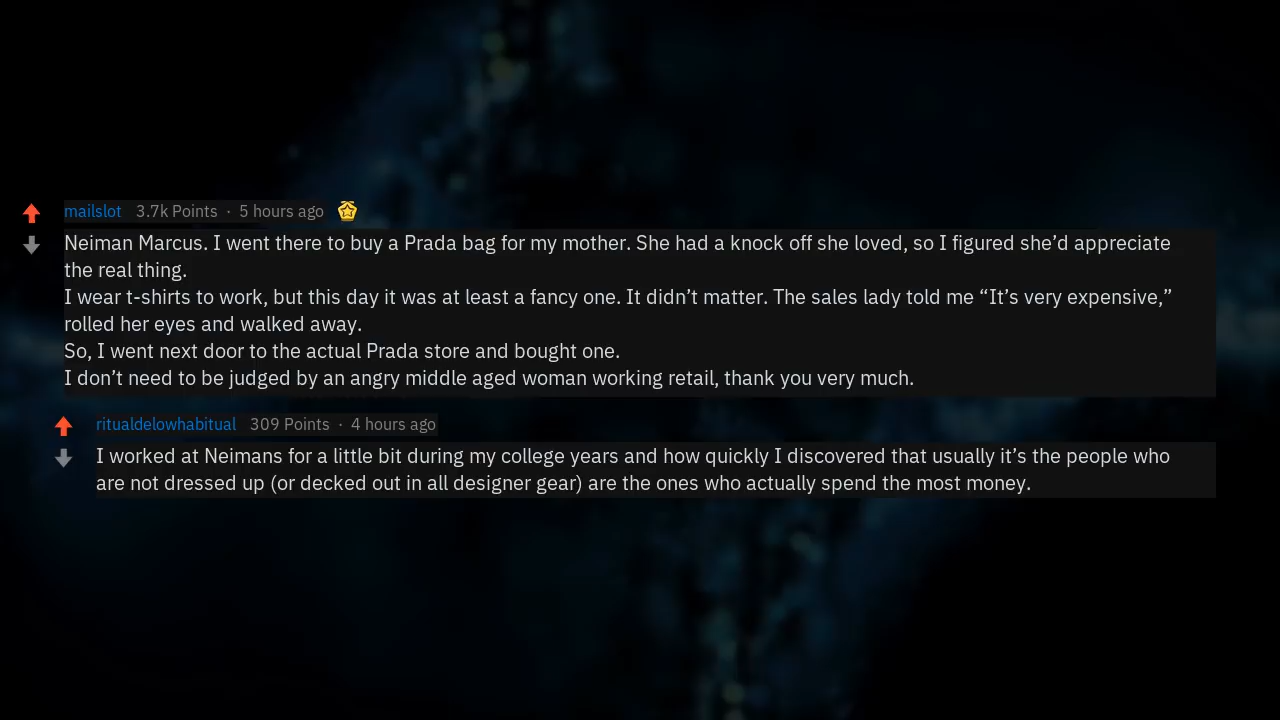 mailslot 3.7k Points · 5 hours ago
Neiman Marcus. I went there to buy a Prada bag for my mother. She had a knock off she loved, so I figured she’d appreciate
the real thing.
I wear t-shirts to work, but this day it was at least a fancy one. It didn’t matter. The sales lady told me “It’s very expensive,”
rolled her eyes and walked away.
So, I went next door to the actual Prada store and bought one.
I don’t need to be judged by an angry middle aged woman working retail, thank you very much.
ritualdelowhabitual 309 Points · 4 hours ago
I worked at Neimans for a little bit during my college years and how quickly I discovered that usually it’s the people who
are not dressed up (or decked out in all designer gear) are the ones who actually spend the most money.